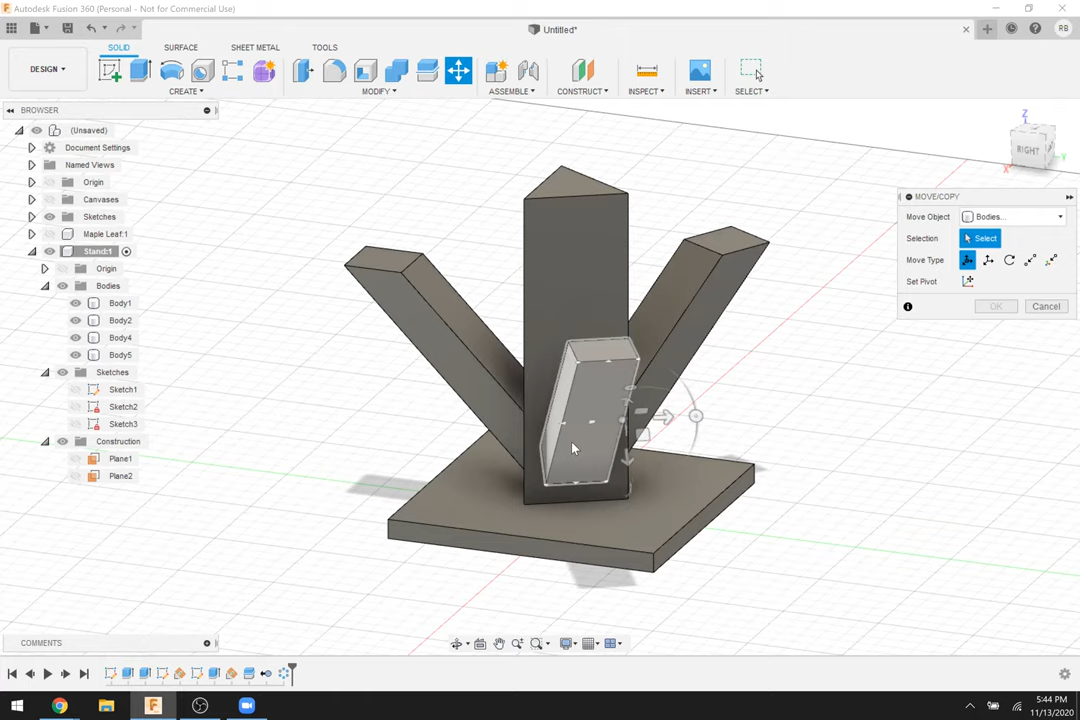 Autodesk Fusion 360 (Personal - Not for Commercial Use)
Untitled*
RB
DESIGN
SOLID
SURFACE
SHEET METAL
TOOLS
CREATE
MODIFY
ASSEMBLE
CONSTRUCT
INSPECT
INSERT
SELECT
BROWSER
(Unsaved)
Document Settings
Named Views
Origin
Canvases
Sketches
Maple Leaf:1
Stand:1
Origin
Bodies
Body1
Body2
Body4
Body5
Sketches
Sketch1
Sketch2
Sketch3
Construction
Plane1
Plane2
Z
RIGHT
X
Y
MOVE/COPY
Move Object
Bodies...
Selection
Select
Move Type
Set Pivot
OK
Cancel
COMMENTS
5:44 PM
11/13/2020